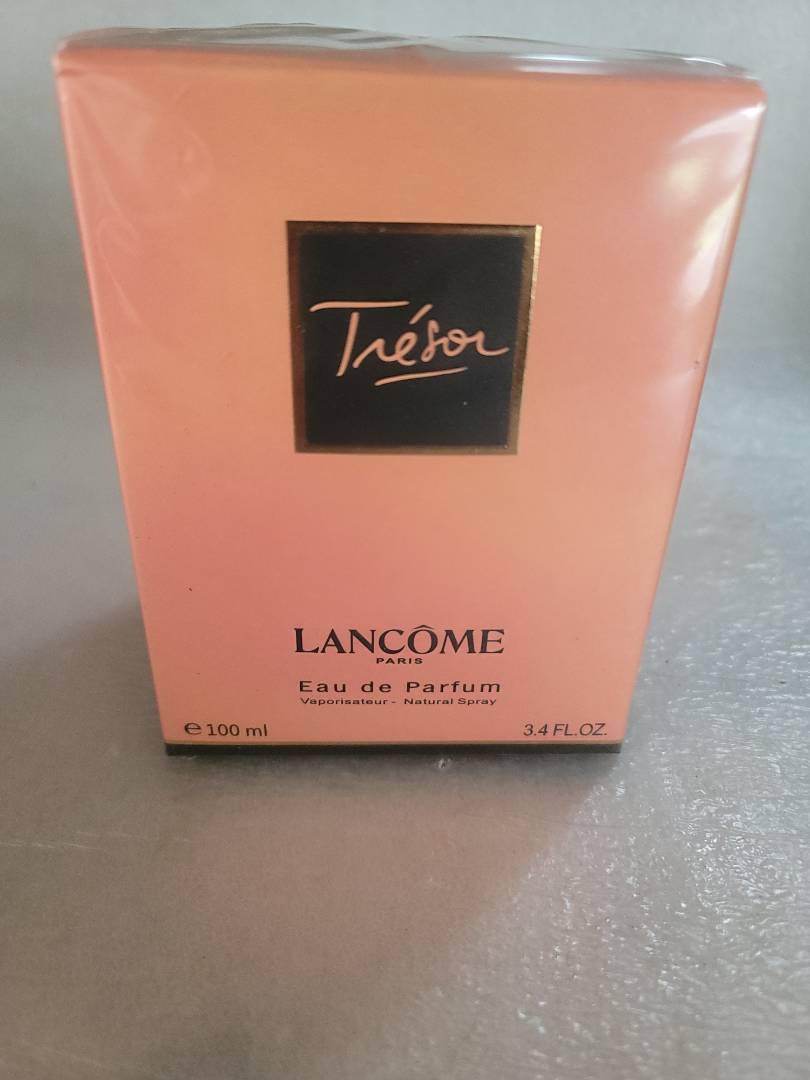 Trésor
LANCÔME
PARIS
Eau de Parfum
Vaporisateur - Natural Spray
℮ 100 ml
3.4 FL.OZ.